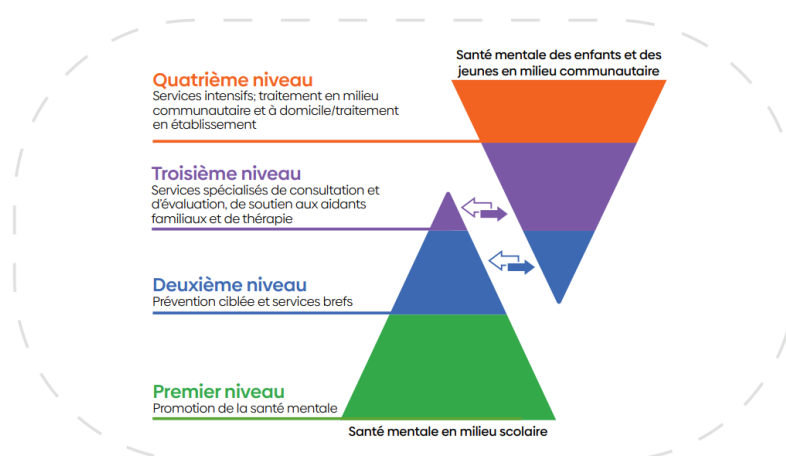 Santé mentale des enfants et des
jeunes en milieu communautaire
Quatrième niveau
Services intensifs; traitement en milieu
communautaire et à domicile/traitement
en établissement
Troisième niveau
Services spécialisés de consultation et
d'évaluation, de soutien aux aidants
familiaux et de thérapie
Deuxième niveau
Prévention ciblée et services brefs
Premier niveau
Promotion de la santé mentale
Santé mentale en milieu scolaire